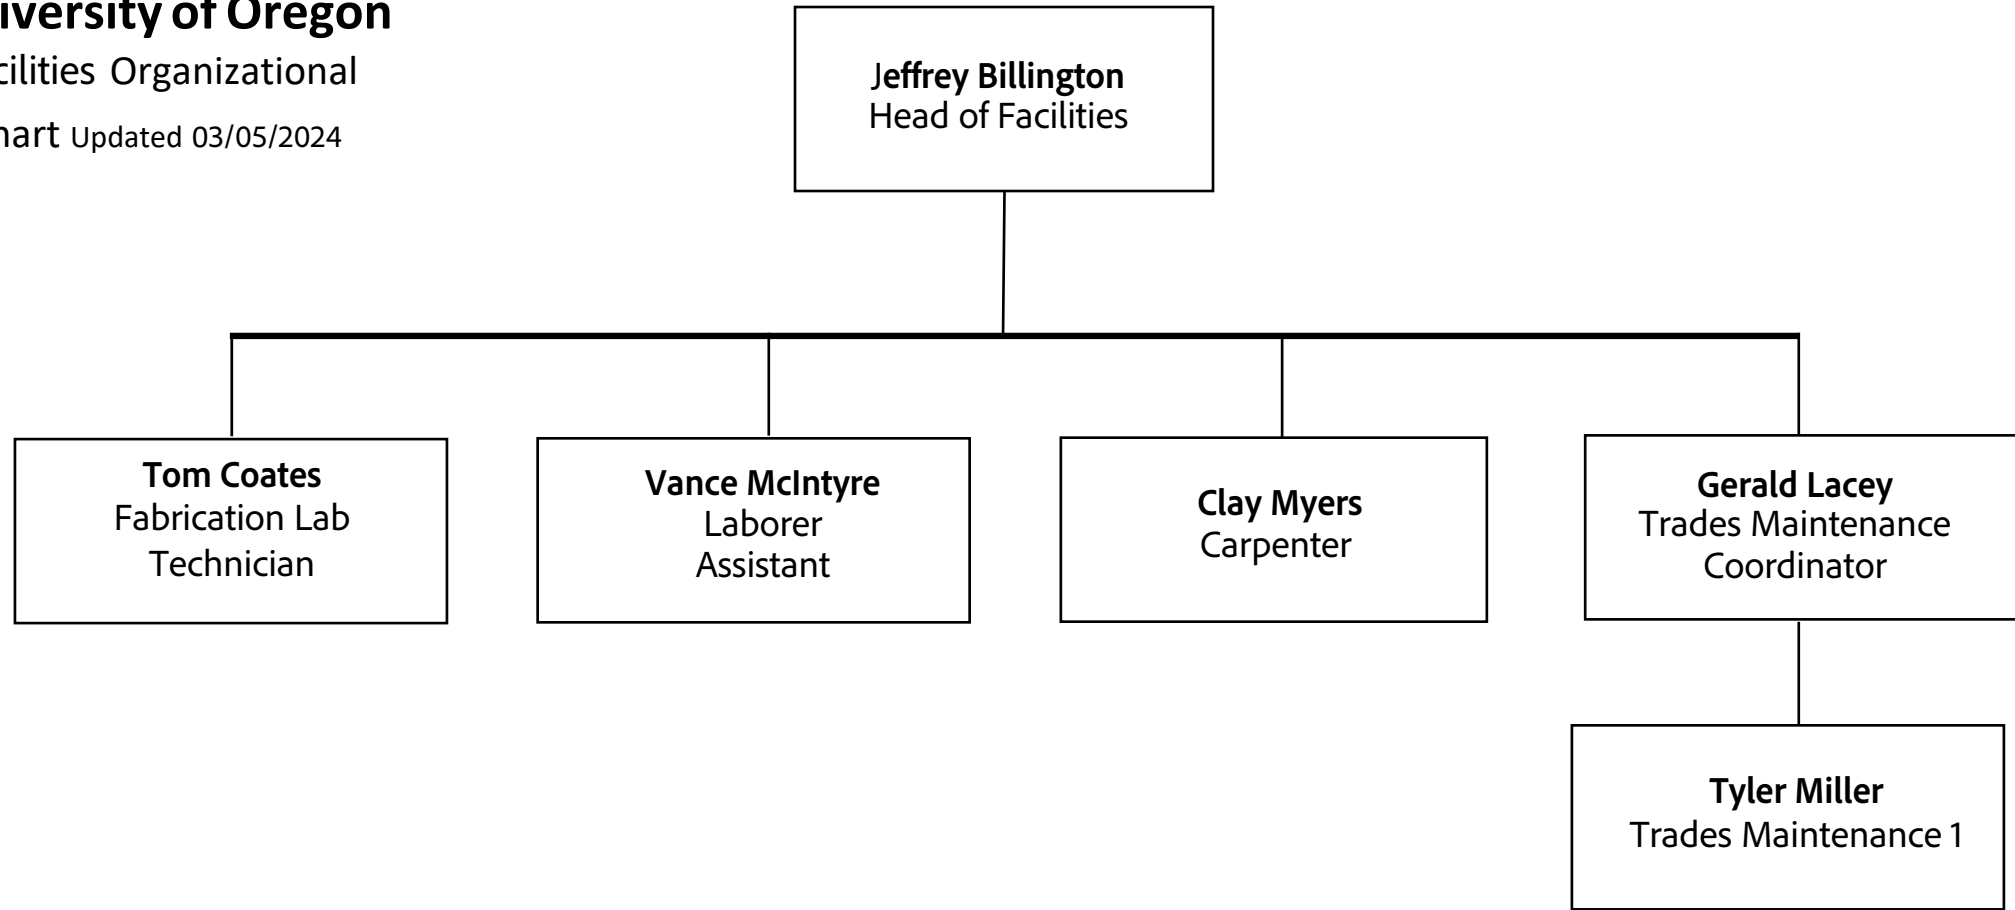 iversity of Oregon
cilities Organizational
hart Updated 03/05/2024
Jeffrey Billington
Head of Facilities
Tom Coates
Fabrication Lab
Technician
Vance McIntyre
Laborer
Assistant
Clay Myers
Carpenter
Gerald Lacey
Trades Maintenance
Coordinator
Tyler Miller
Trades Maintenance 1